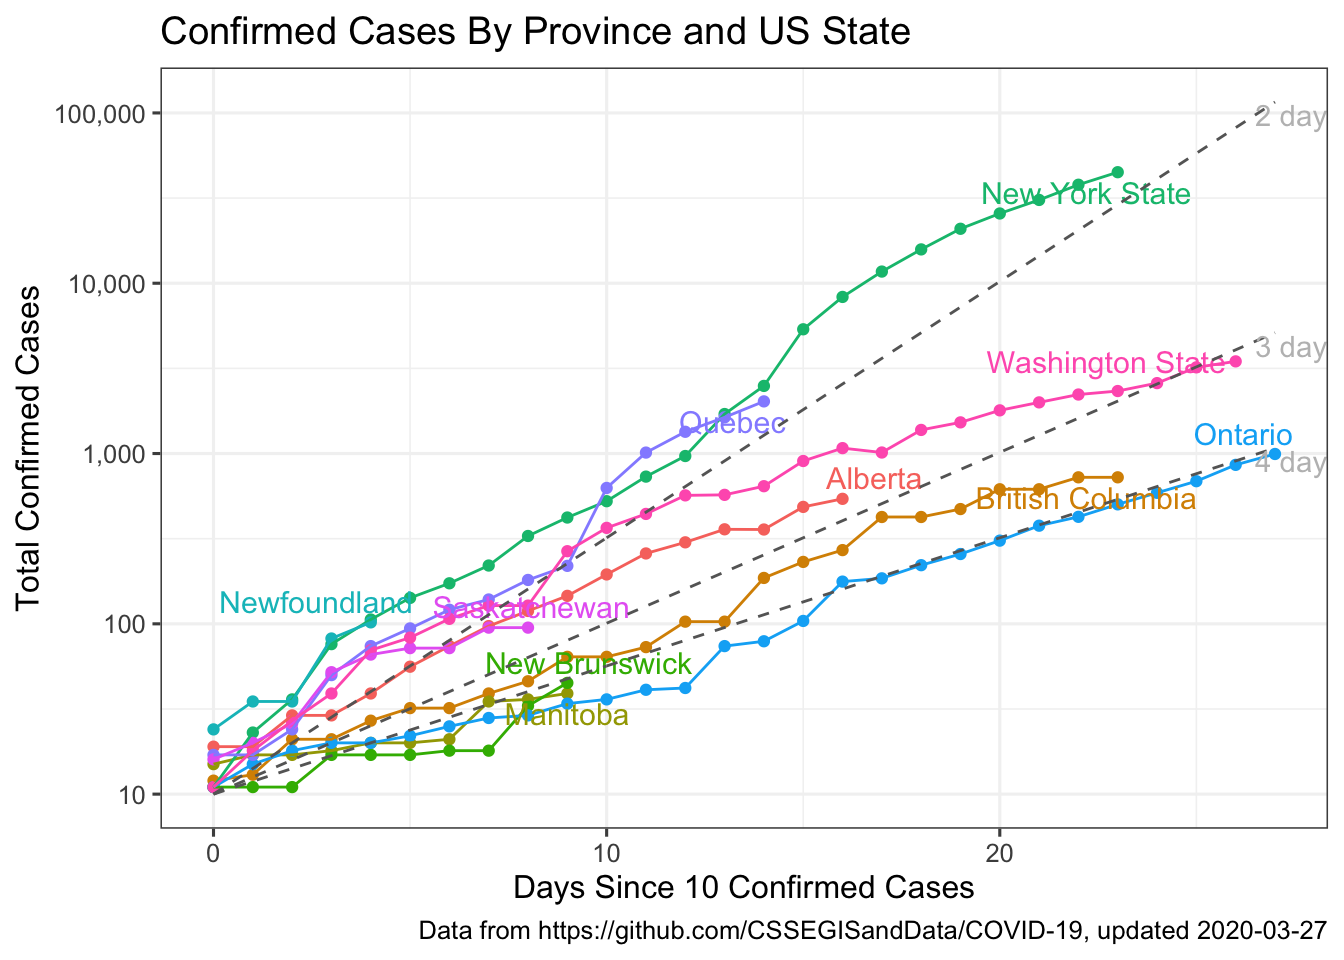 Confirmed Cases By Province and US State
Total Confirmed Cases
100,000
10,000
1,000
100
10
2 day
New York State
3 day
Washington State
Quebec
Ontario
4 day
Alberta
British Columbia
Newfoundland
Saskatchewan
New Brunswick
Manitoba
0
10
20
Days Since 10 Confirmed Cases
Data from https://github.com/CSSEGISandData/COVID-19, updated 2020-03-27